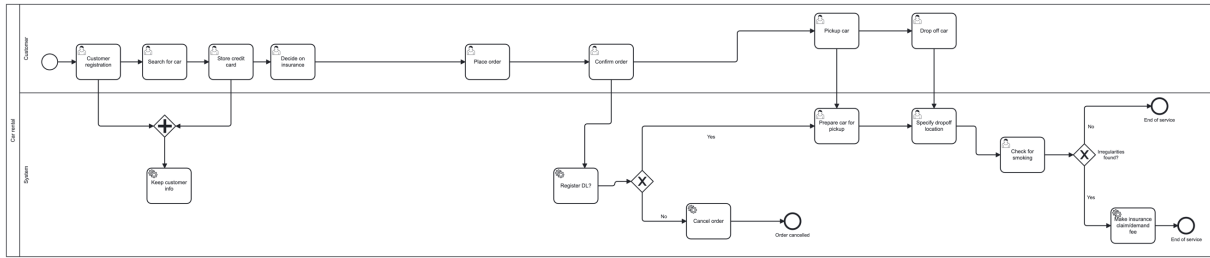 Car rental
Customer
Customer
registration
Search for car
Store credit
card
Decide on
insurance
Place order
Confirm order
Pickup car
Drop off car
System
Keep customer
info
Register DL?
Yes
No
Cancel order
Order cancelled
Prepare car for
pickup
Specify dropoff
location
Check for
smoking
Irregularities
found?
No
End of service
Yes
Make insurance
claim/demand
fee
End of service